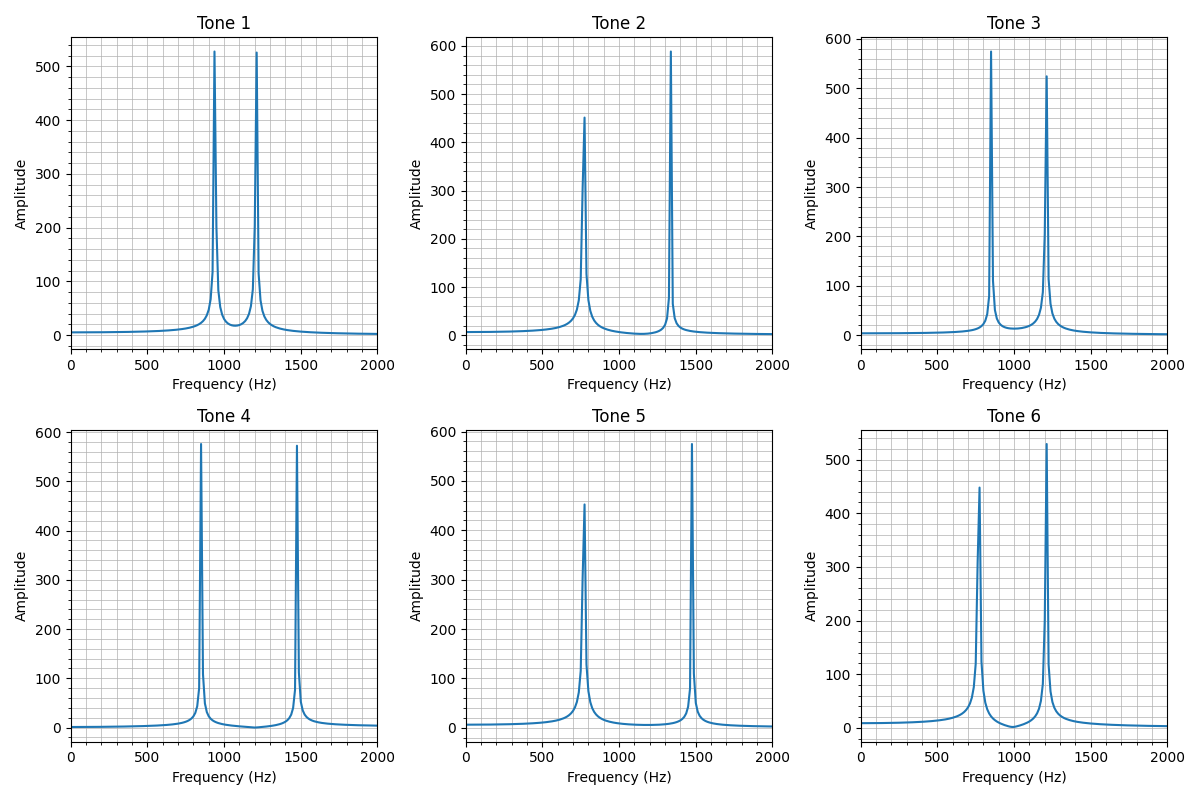 Tone 1 Tone 2 Tone 3
Amplitude Amplitude Amplitude
500 600 600
400 500 500
300 400 400
200 300 300
100 200 200
0 100 100
0 0
0 500 1000 1500 2000 0 500 1000 1500 2000 0 500 1000 1500 2000
Frequency (Hz) Frequency (Hz) Frequency (Hz)
Tone 4 Tone 5 Tone 6
Amplitude Amplitude Amplitude
600 600 500
500 500 400
400 400 300
300 300 200
200 200 100
100 100 0
0 0
0 500 1000 1500 2000 0 500 1000 1500 2000 0 500 1000 1500 2000
Frequency (Hz) Frequency (Hz) Frequency (Hz)